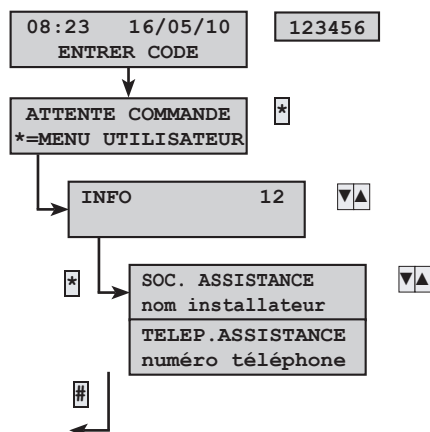 08:23 16/05/10
ENTRER CODE
123456
ATTENTE COMMANDE
*=MENU UTILISATEUR
*
INFO 12
▼▲
*
SOC. ASSISTANCE
nom installateur
▼▲
TELEP.ASSISTANCE
numéro téléphone
#